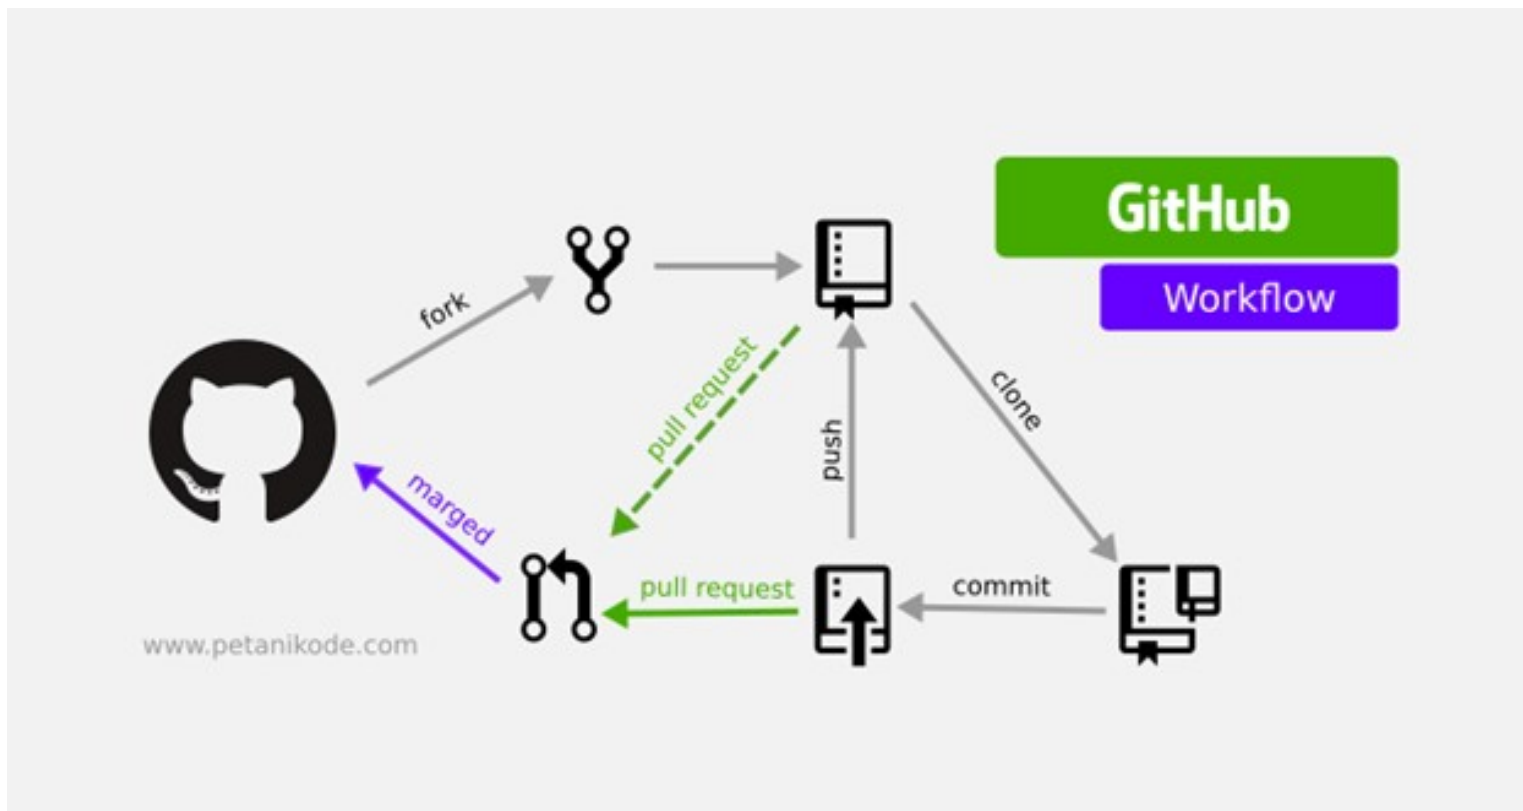 GitHub
Workflow
fork
pull request
push
clone
marged
pull request
commit
www.petanikode.com